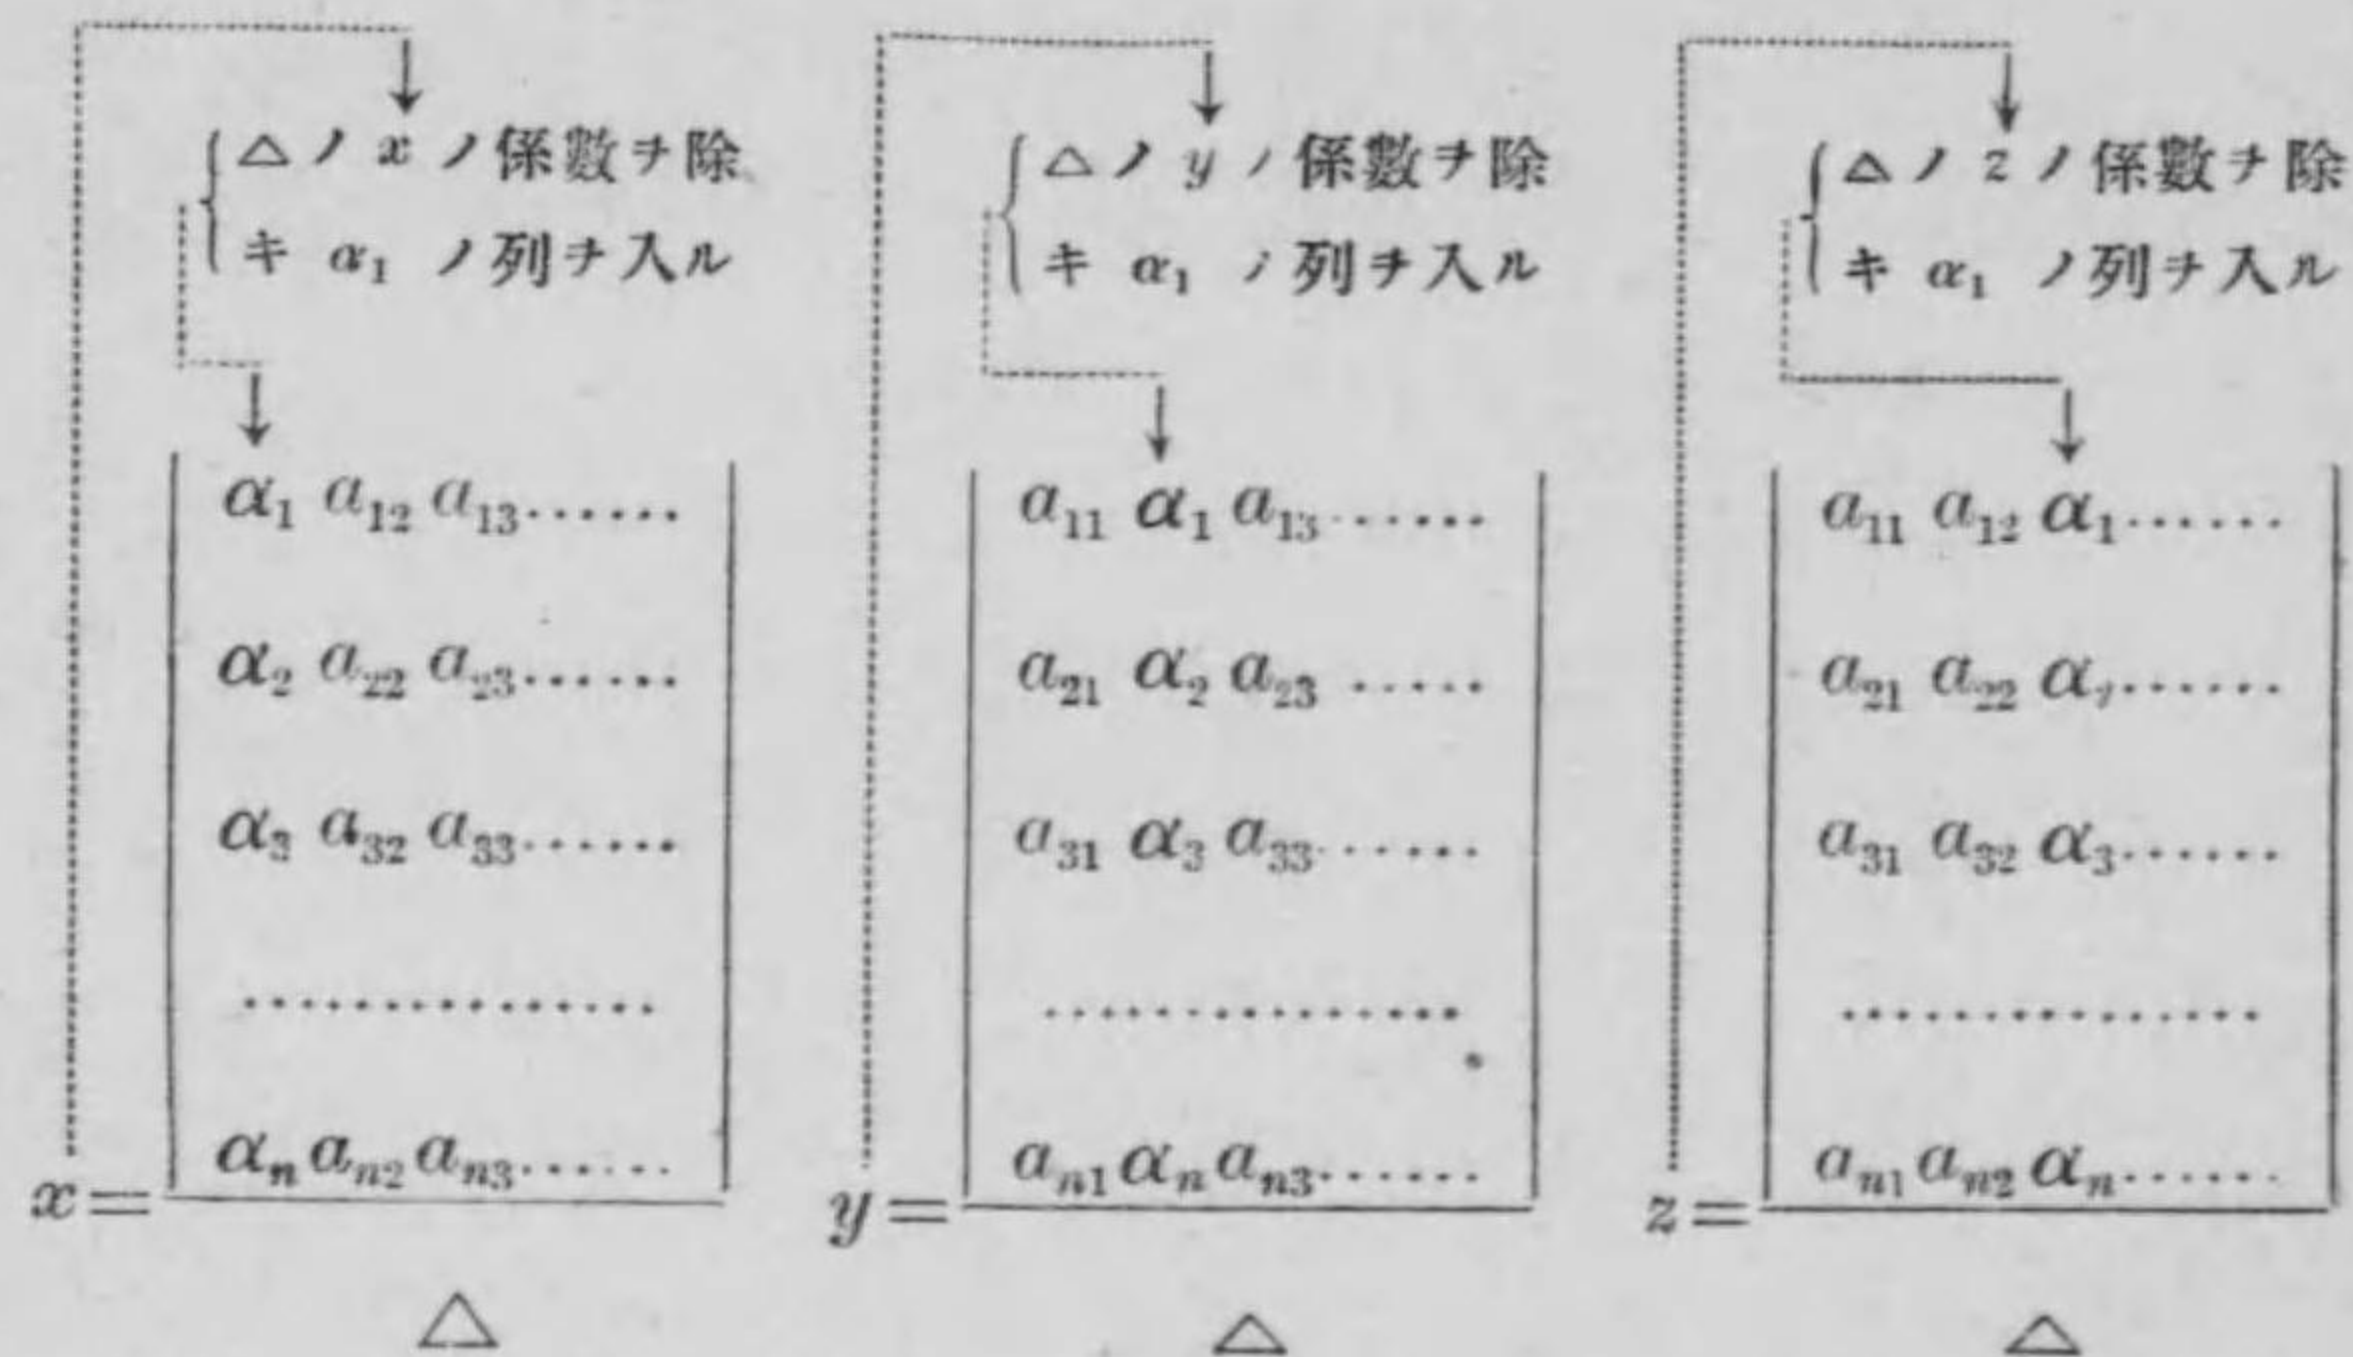 △ノ x ノ係數ヲ除
キ α₁ ノ列ヲ入ル
α₁ a₁₂ a₁₃......
α₂ a₂₂ a₂₃......
α₃ a₃₂ a₃₃......
...............
αₙ aₙ₂ aₙ₃......
x=
△
△ノ y ノ係數ヲ除
キ α₁ ノ列ヲ入ル
a₁₁ α₁ a₁₃......
a₂₁ α₂ a₂₃ .....
a₃₁ α₃ a₃₃......
...............
aₙ₁ αₙ aₙ₃......
y=
△
△ノ z ノ係數ヲ除
キ α₁ ノ列ヲ入ル
a₁₁ a₁₂ α₁......
a₂₁ a₂₂ α......
a₃₁ a₃₂ α₃......
...............
aₙ₁ aₙ₂ αₙ......
z=
△